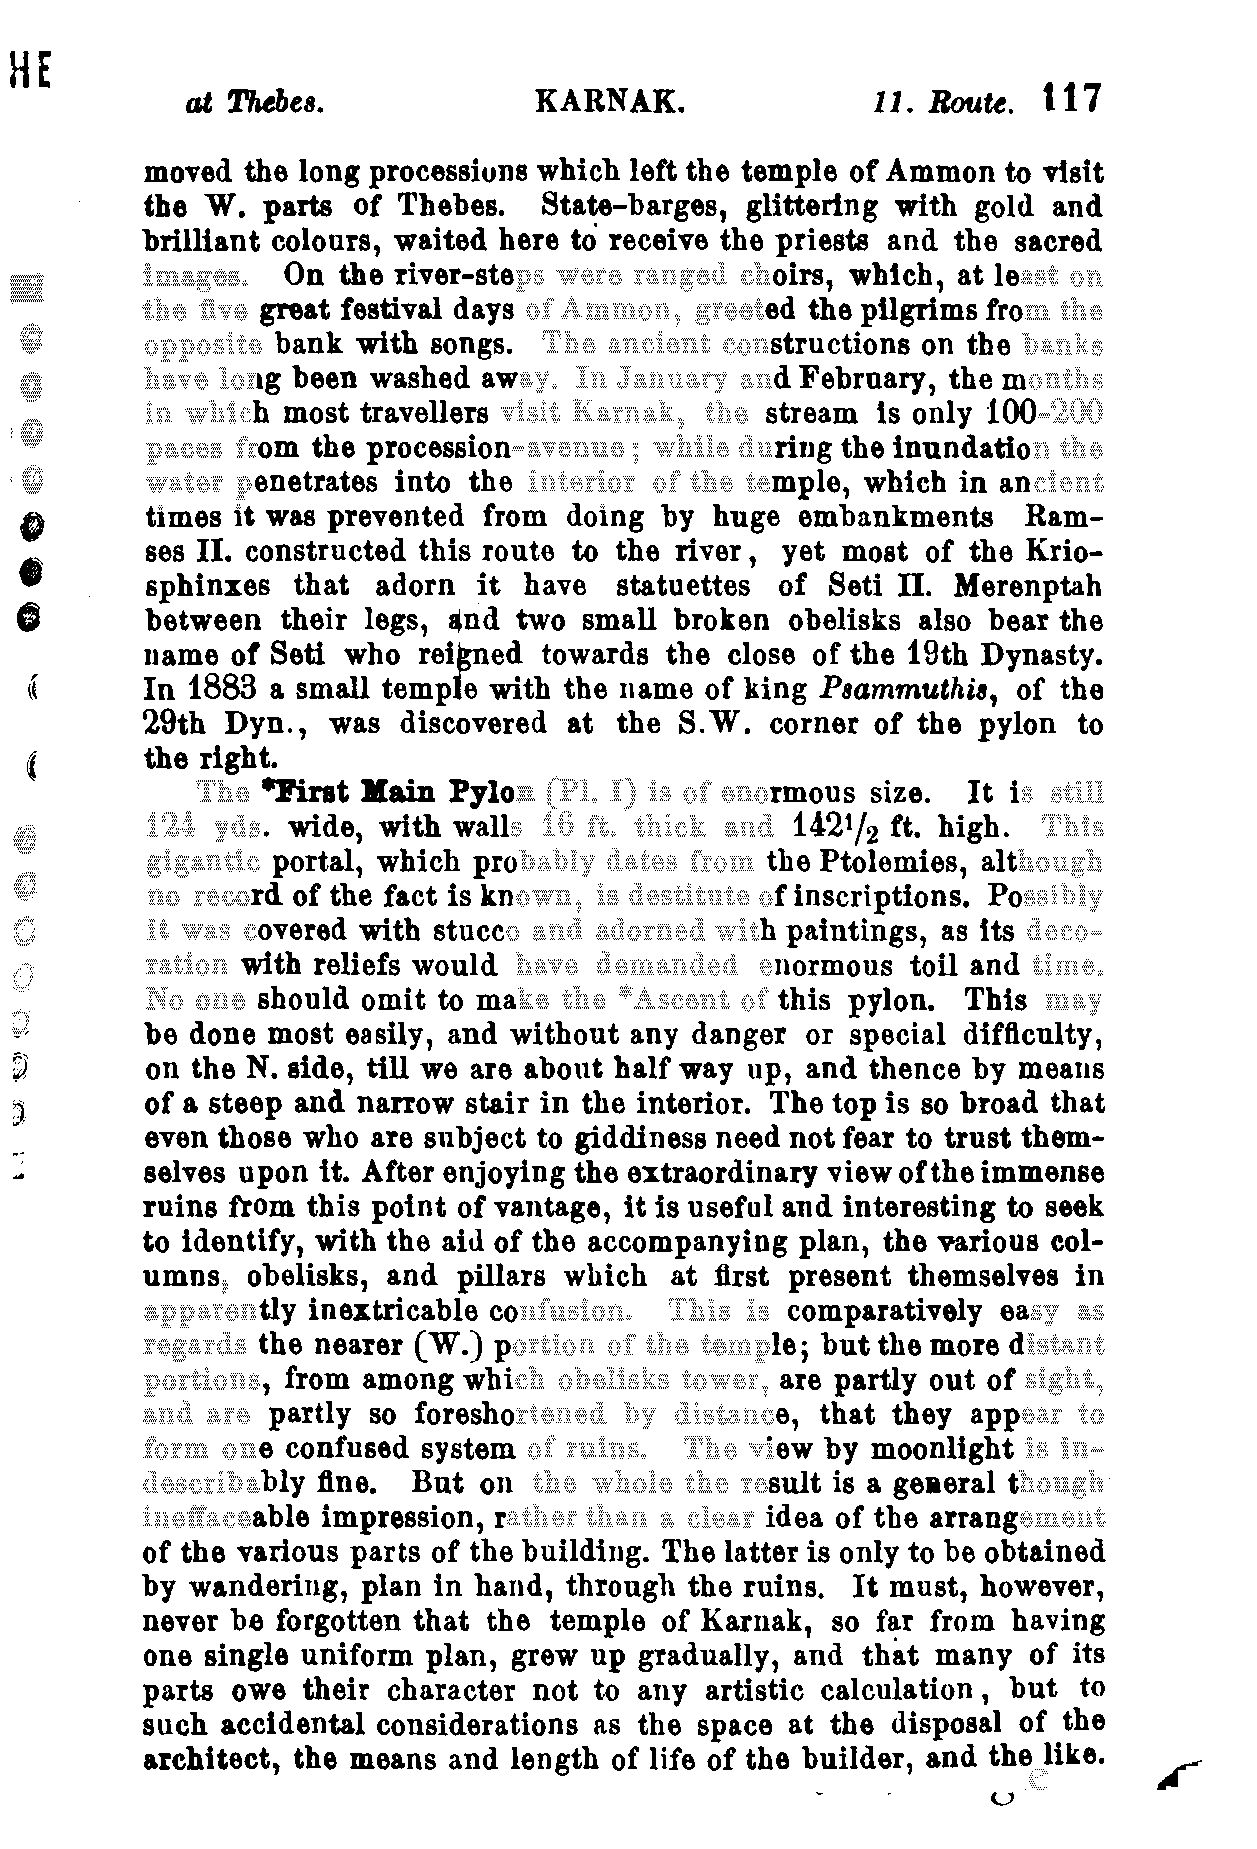 HE
at Thebes. KARNAK. 11. Route. 117
moved the long processions which left the temple of Ammon to visit
the W. parts of Thebes. State-barges, glittering with gold and
brilliant colours, waited here to receive the priests and the sacred
images. On the river-steps were ranged choirs, which, at least on
the five great festival days of Ammon, greeted the pilgrims from the
opposite bank with songs. The ancient constructions on the banks
have long been washed away. In January and February, the months
in which most travellers visit Karnak, the stream is only 100-200
paces from the procession-avenue; while during the inundation the
water penetrates into the interior of the temple, which in ancient
times it was prevented from doing by huge embankments Ram-
ses II. constructed this route to the river, yet most of the Krio-
sphinxes that adorn it have statuettes of Seti II. Merenptah
between their legs, and two small broken obelisks also bear the
name of Seti who reigned towards the close of the 19th Dynasty.
In 1883 a small temple with the name of king Psammuthis, of the
29th Dyn., was discovered at the S.W. corner of the pylon to
the right.
The *First Main Pylon (Pl. I) is of enormous size. It is still
124 yds. wide, with walls 16 ft. thick and 142 1/2 ft. high. This
gigantic portal, which probably dates from the Ptolemies, although
no record of the fact is known, is destitute of inscriptions. Possibly
it was covered with stucco and adorned with paintings, as its deco-
ration with reliefs would have demanded enormous toil and time.
No one should omit to make the *Ascent of this pylon. This may
be done most easily, and without any danger or special difficulty,
on the N. side, till we are about half way up, and thence by means
of a steep and narrow stair in the interior. The top is so broad that
even those who are subject to giddiness need not fear to trust them-
selves upon it. After enjoying the extraordinary view of the immense
ruins from this point of vantage, it is useful and interesting to seek
to identify, with the aid of the accompanying plan, the various col-
umns, obelisks, and pillars which at first present themselves in
apparently inextricable confusion. This is comparatively easy as
regards the nearer (W.) portion of the temple; but the more distant
portions, from among which obelisks tower, are partly out of sight,
and are partly so foreshortened by distance, that they appear to
form one confused system of ruins. The view by moonlight is in-
describably fine. But on the whole the result is a general though
ineffaceable impression, rather than a clear idea of the arrangement
of the various parts of the building. The latter is only to be obtained
by wandering, plan in hand, through the ruins. It must, however,
never be forgotten that the temple of Karnak, so far from having
one single uniform plan, grew up gradually, and that many of its
parts owe their character not to any artistic calculation, but to
such accidental considerations as the space at the disposal of the
architect, the means and length of life of the builder, and the like.